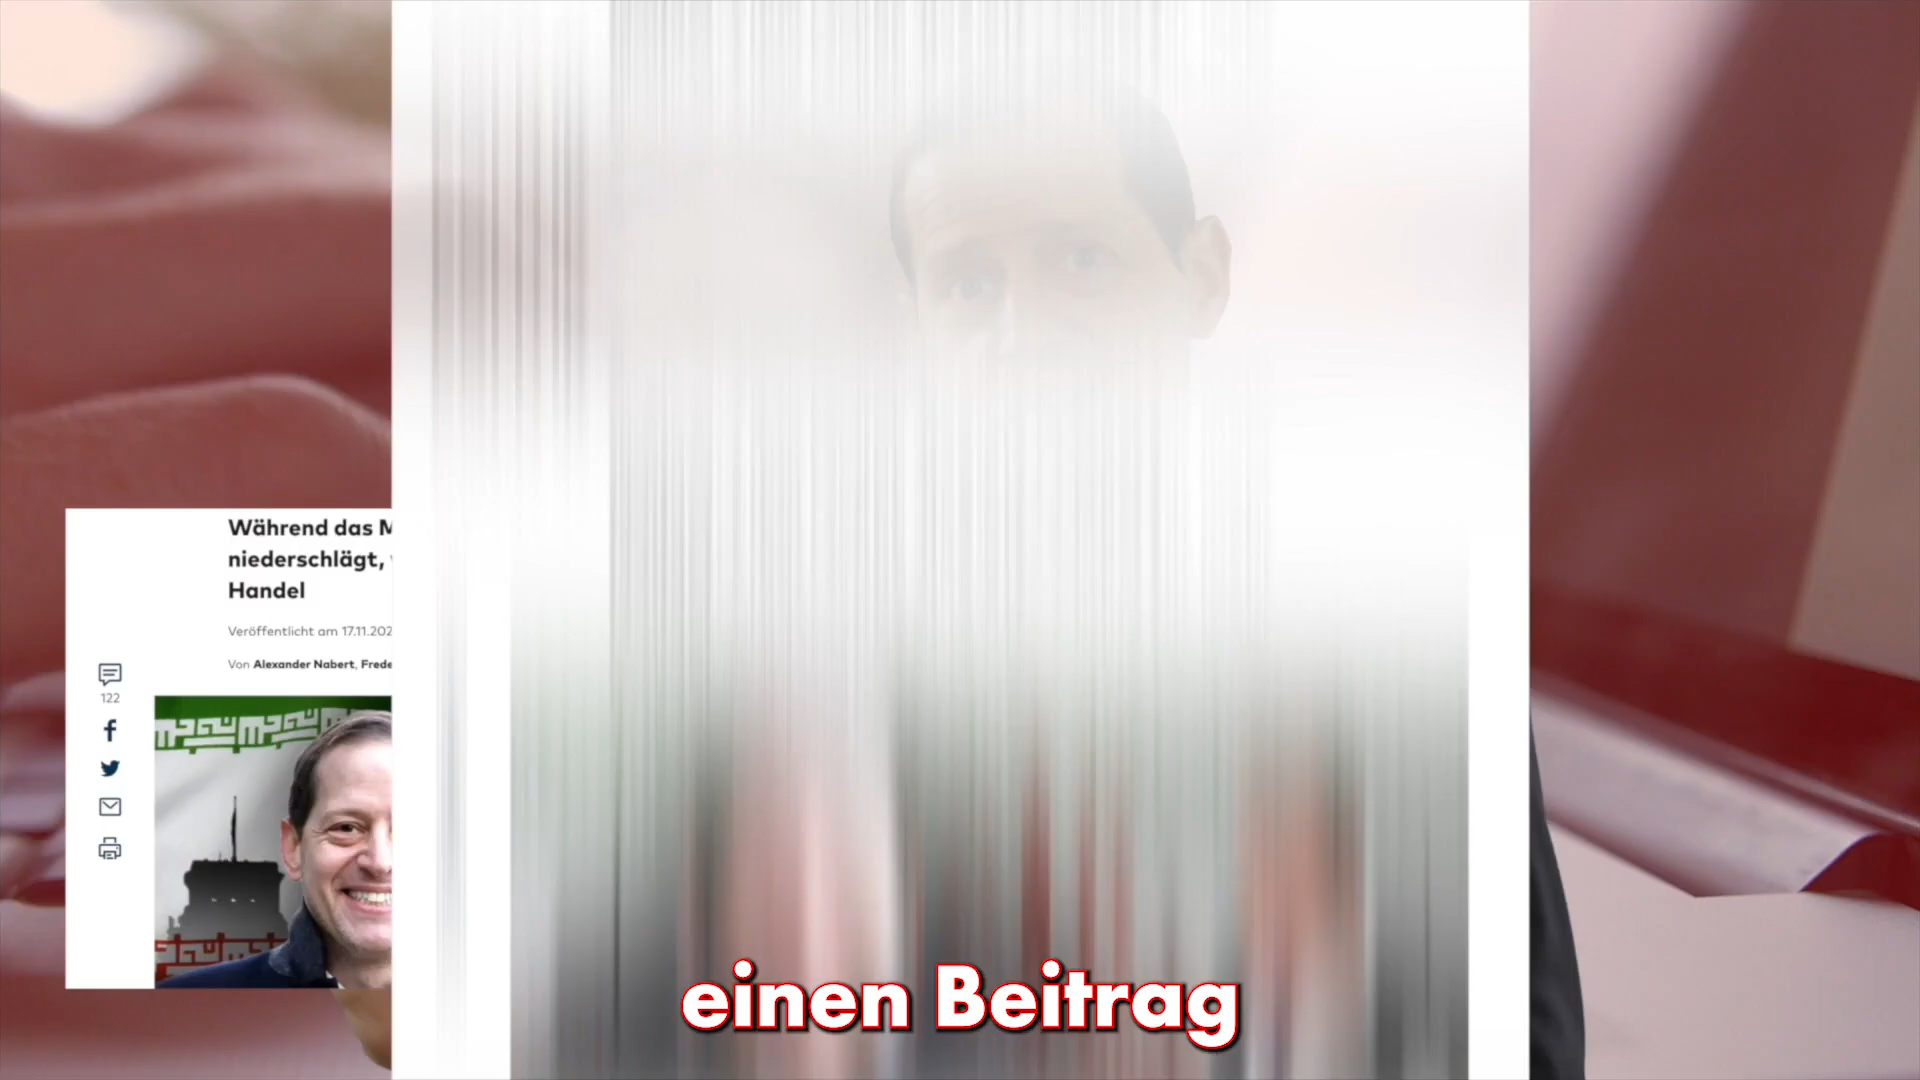 Während das M
niederschlägt,
Handel
Veröffentlicht am 17.11.202
Von Alexander Nabert, Frede
122
einen Beitrag